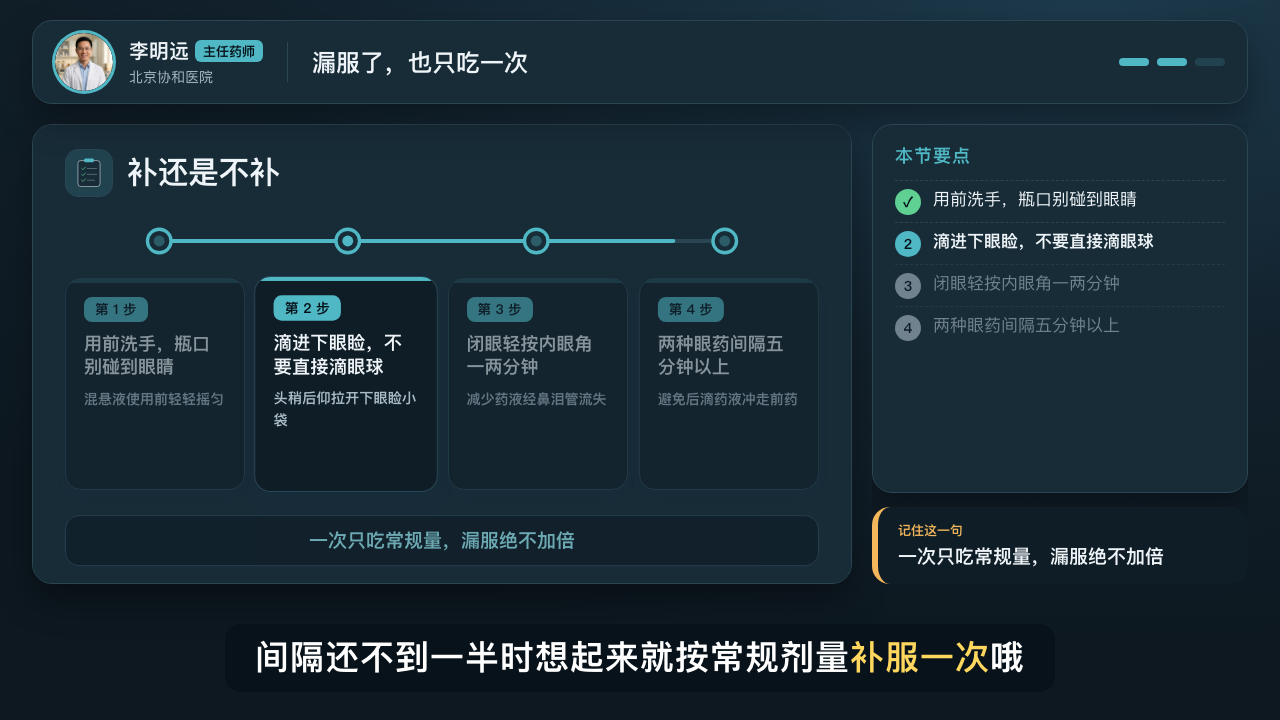 李明远 主任药师
北京协和医院
漏服了，也只吃一次
补还是不补
第 1 步
用前洗手，瓶口
别碰到眼睛
混悬液使用前轻轻摇匀
第 2 步
滴进下眼睑，不
要直接滴眼球
头稍后仰拉开下眼睑小
袋
第 3 步
闭眼轻按内眼角
一两分钟
减少药液经鼻泪管流失
第 4 步
两种眼药间隔五
分钟以上
避免后滴药液冲走前药
一次只吃常规量，漏服绝不加倍
本节要点
✓ 用前洗手，瓶口别碰到眼睛
2 滴进下眼睑，不要直接滴眼球
3 闭眼轻按内眼角一两分钟
4 两种眼药间隔五分钟以上
记住这一句
一次只吃常规量，漏服绝不加倍
间隔还不到一半时想起来就按常规剂量补服一次哦